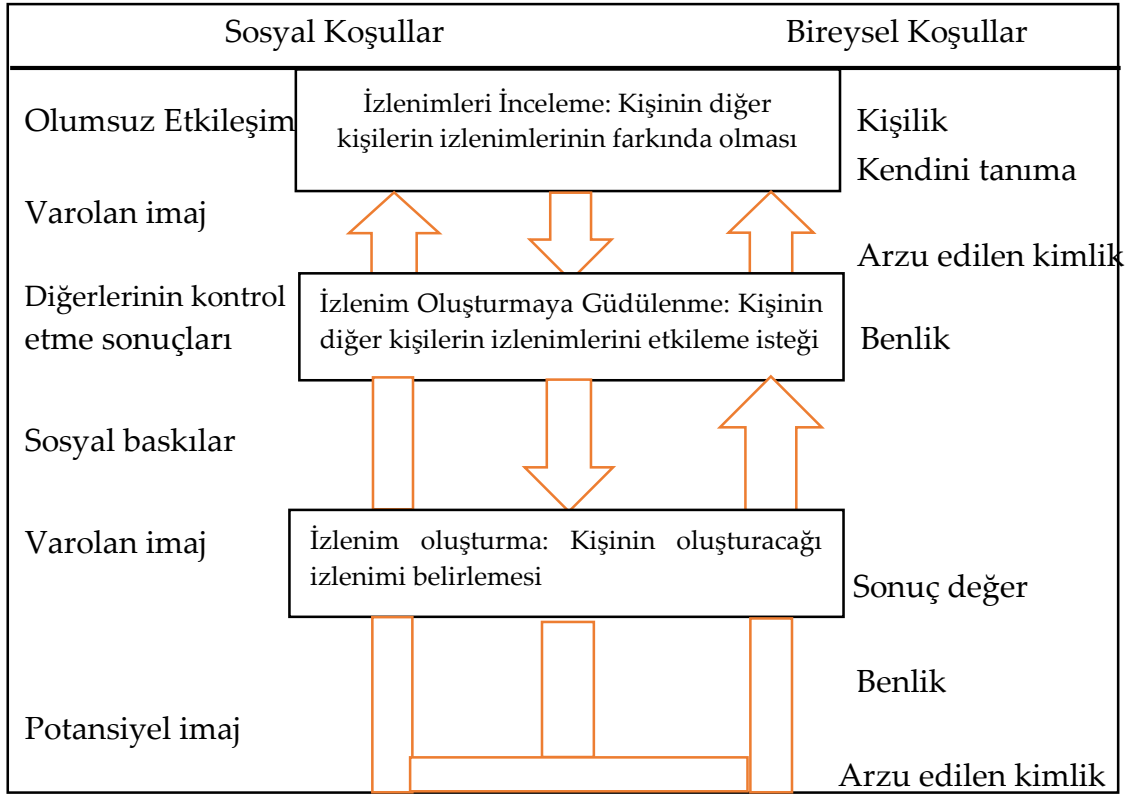 Sosyal Koşullar
Bireysel Koşullar
Olumsuz Etkileşim
Varolan imaj
Diğerlerinin kontrol
etme sonuçları
Sosyal baskılar
Varolan imaj
Potansiyel imaj
İzlenimleri İnceleme: Kişinin diğer
kişilerin izlenimlerinin farkında olması
İzlenim Oluşturmaya Güdülenme: Kişinin
diğer kişilerin izlenimlerini etkileme isteği
İzlenim oluşturma: Kişinin oluşturacağı
izlenimi belirlemesi
Kişilik
Kendini tanıma
Arzu edilen kimlik
Benlik
Sonuç değer
Benlik
Arzu edilen kimlik